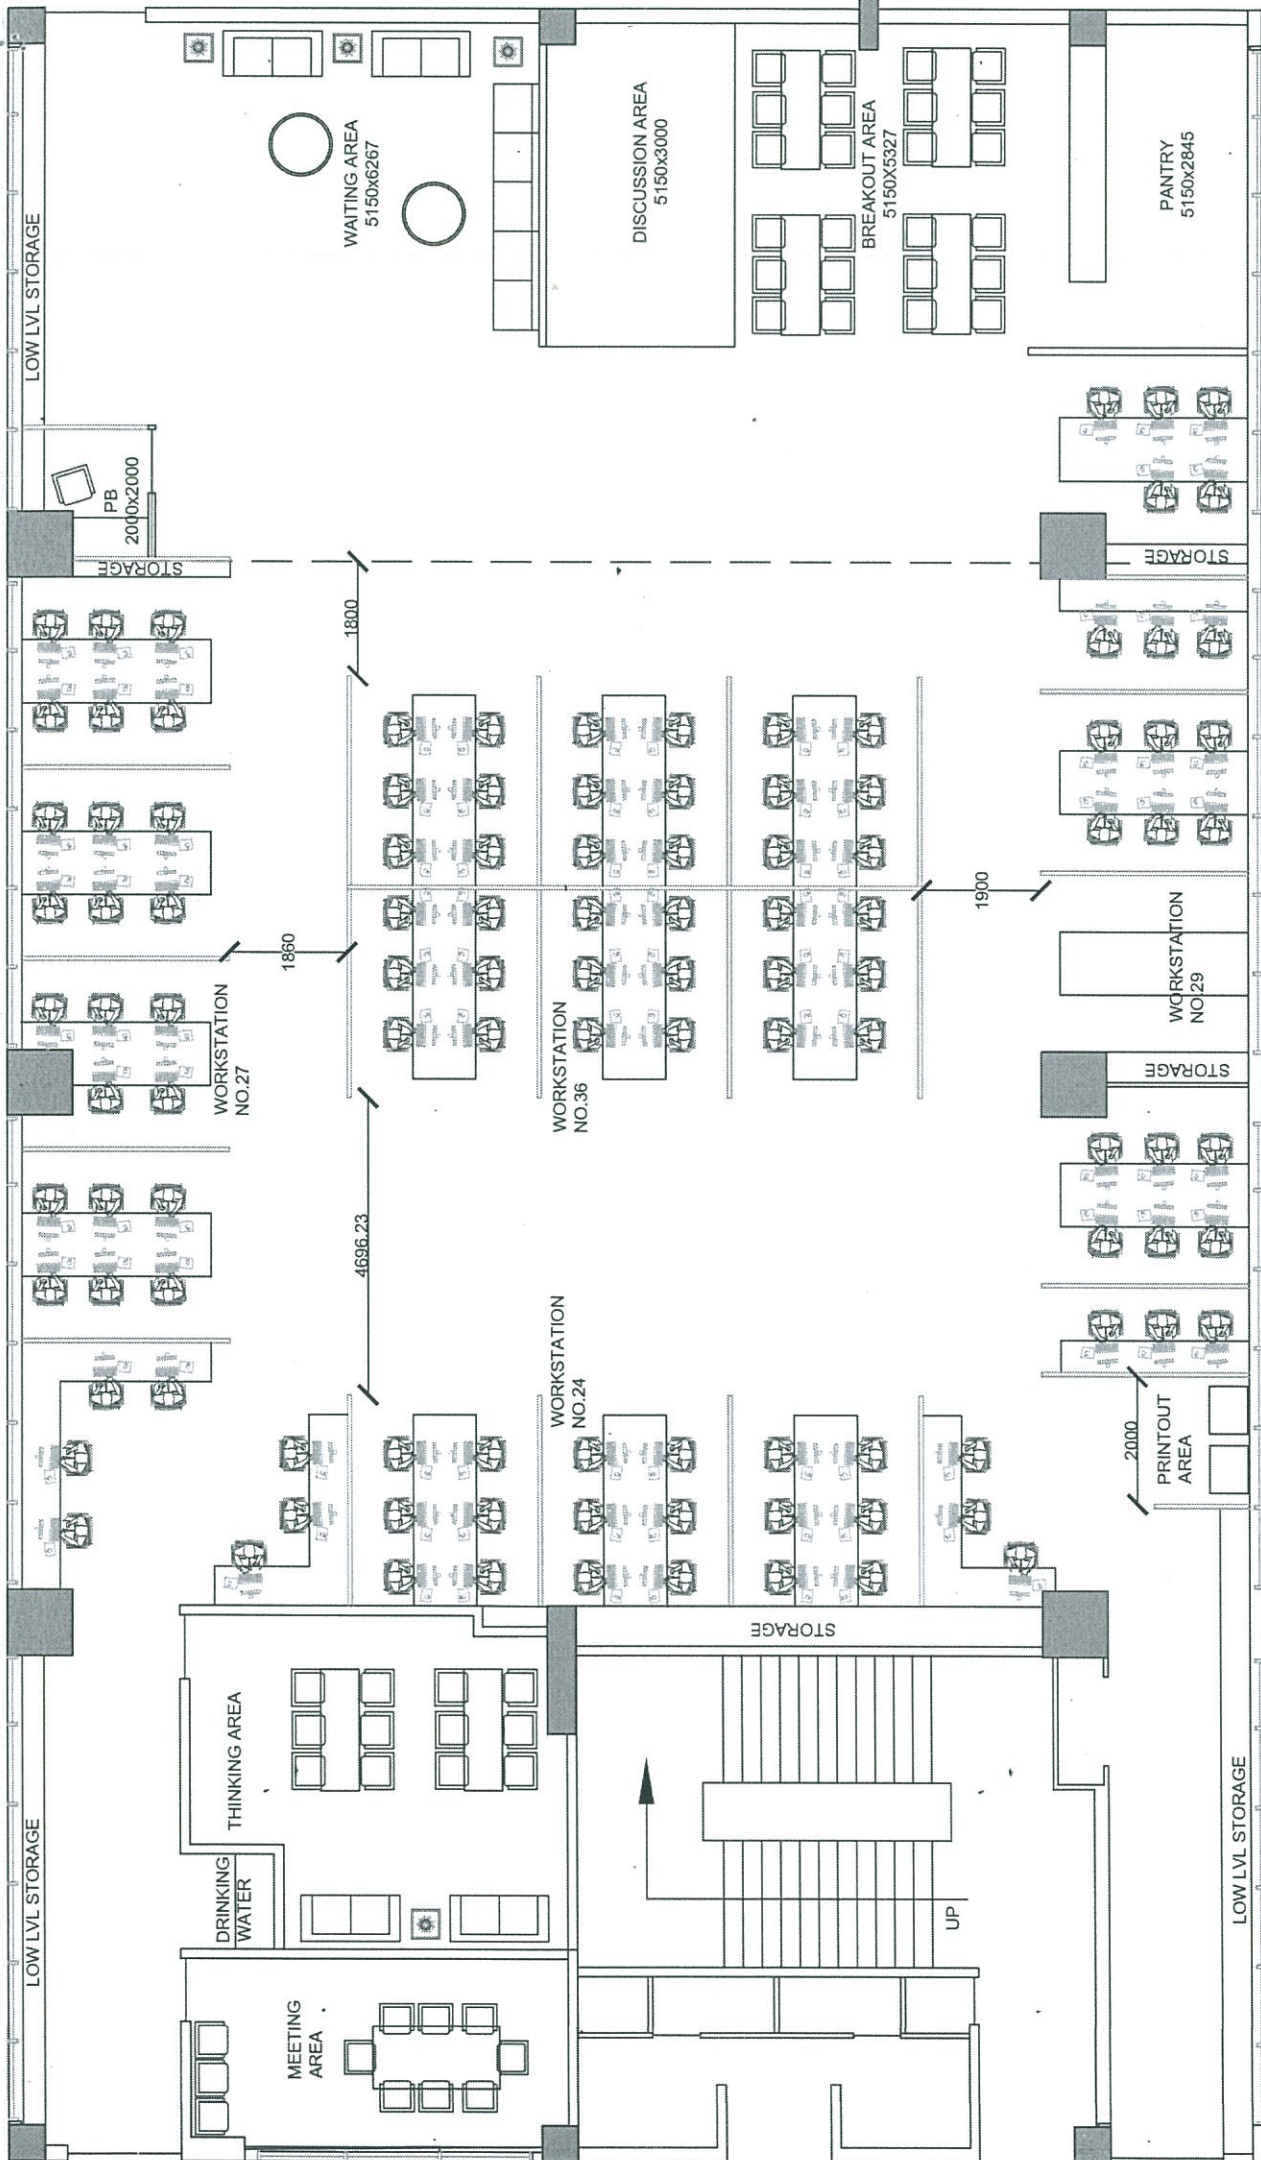 LOW LVL STORAGE
WAITING AREA
5150x6267
DISCUSSION AREA
5150x3000
BREAKOUT AREA
5150X5327
PANTRY
5150x2845
PB
2000x2000
STORAGE
STORAGE
1800
1860
1900
WORKSTATION
NO.27
WORKSTATION
NO.36
WORKSTATION
NO.29
STORAGE
4696.23
WORKSTATION
NO.24
2000
PRINTOUT
AREA
STORAGE
THINKING AREA
LOW LVL STORAGE
DRINKING
WATER
UP
LOW LVL STORAGE
MEETING
AREA